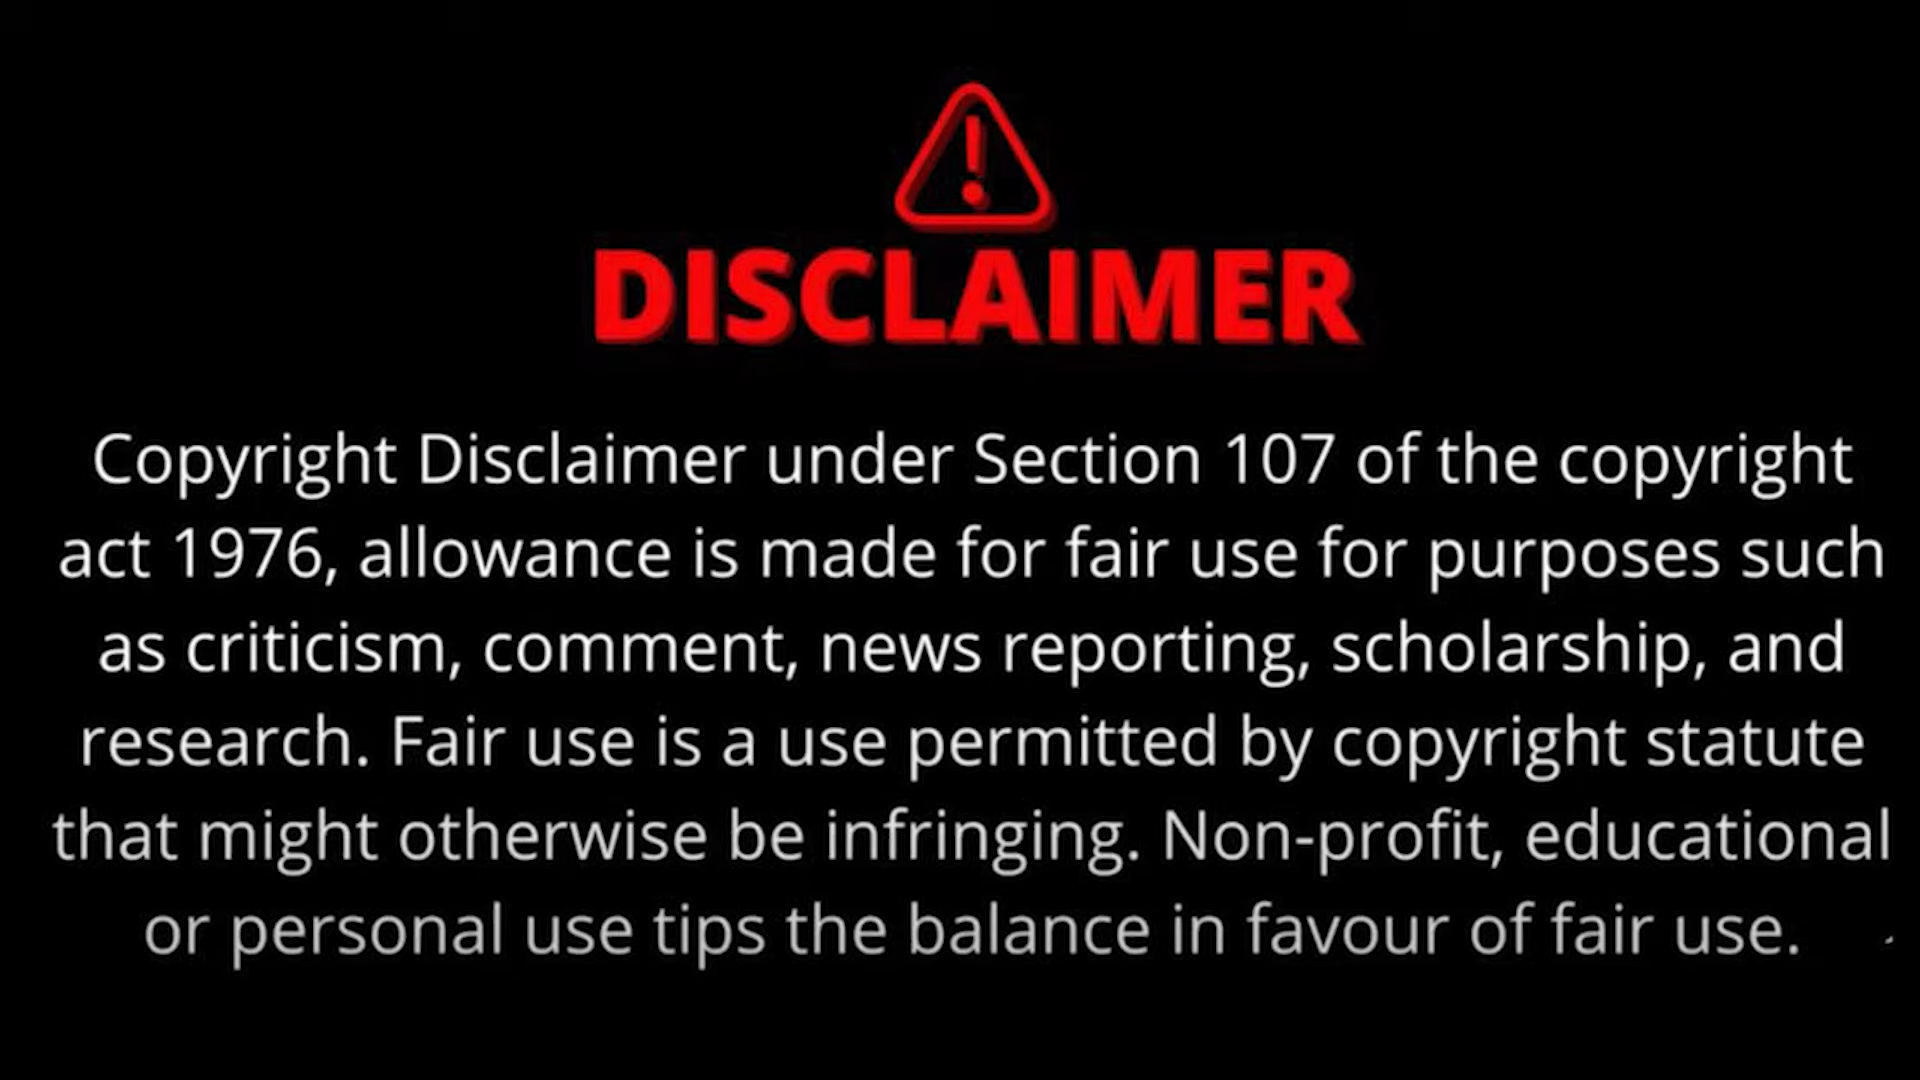 DISCLAIMER
Copyright Disclaimer under Section 107 of the copyright
act 1976, allowance is made for fair use for purposes such
as criticism, comment, news reporting, scholarship, and
research. Fair use is a use permitted by copyright statute
that might otherwise be infringing. Non-profit, educational
or personal use tips the balance in favour of fair use.